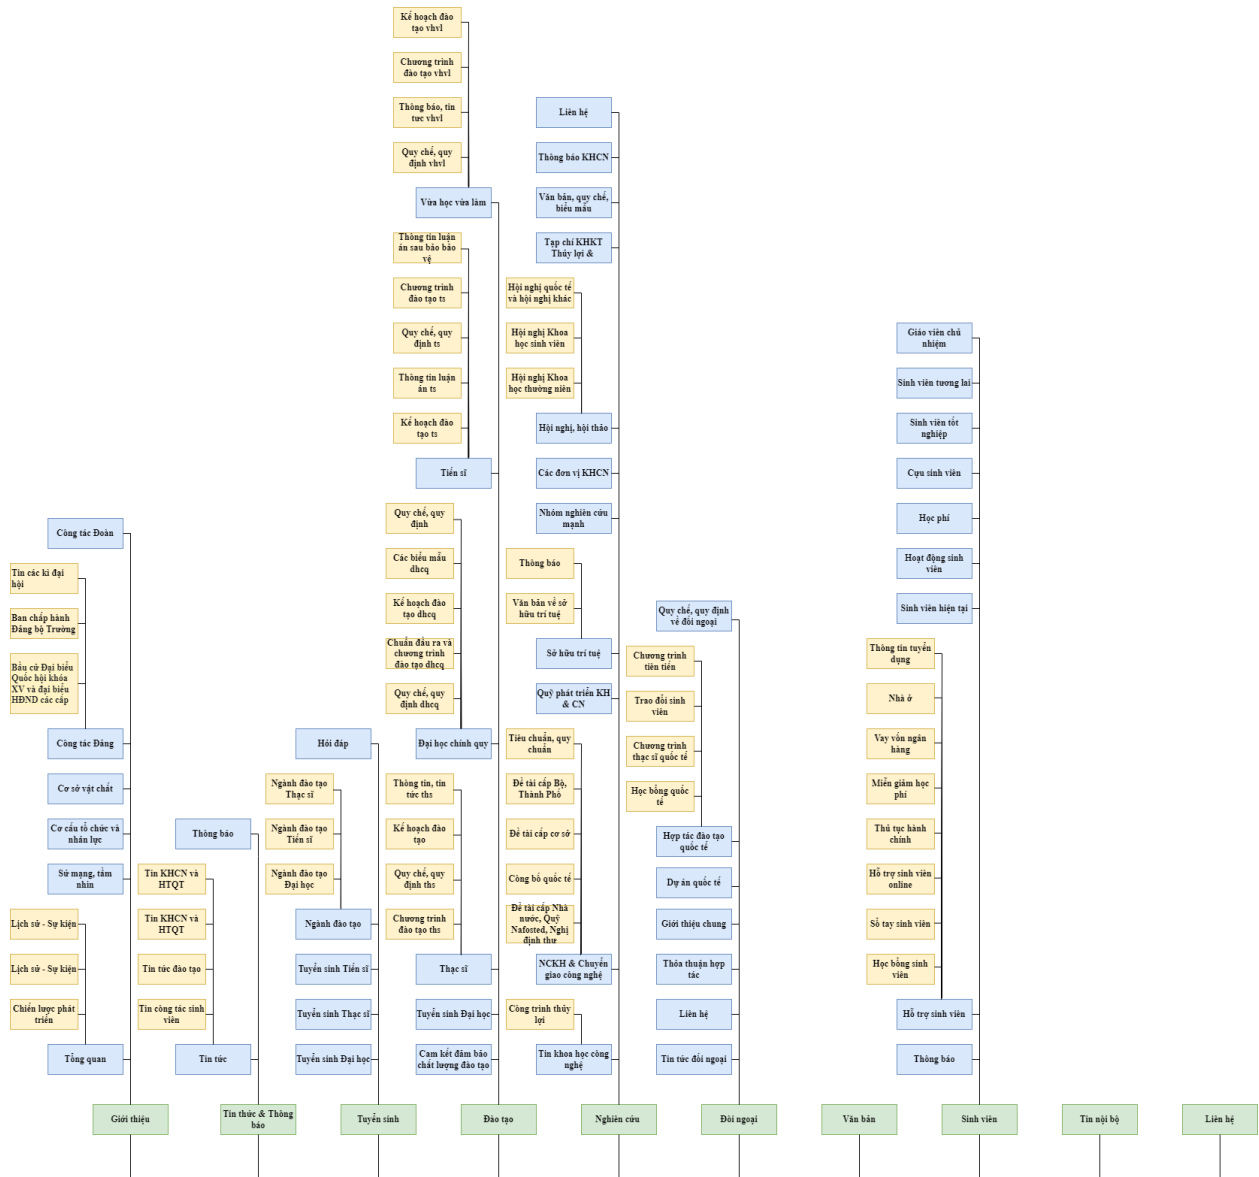 Kế hoạch đào
tạo vhvl
Chương trình
đào tạo vhvl
Thông báo, tin
tức vhvl
Quy chế, quy
định vhvl
Vừa học vừa làm
Thông tin luận
án sau bảo bảo
vệ
Chương trình
đào tạo ts
Quy chế, quy
định ts
Thông tin luận
án ts
Kế hoạch đào
tạo ts
Tiến sĩ
Quy chế, quy
định
Các biểu mẫu
dhcq
Kế hoạch đào
tạo dhcq
Chuẩn đầu ra và
chương trình
đào tạo dhcq
Quy chế, quy
định dhcq
Đại học chính quy
Thông tin, tin
tức ths
Kế hoạch đào
tạo
Quy chế, quy
định ths
Chương trình
đào tạo ths
Thạc sĩ
Tuyển sinh Đại học
Cam kết đảm bảo
chất lượng đào tạo
Liên hệ
Thông báo KHCN
Văn bản, quy chế,
biểu mẫu
Tạp chí KHKT
Thủy lợi &
Hội nghị quốc tế
và hội nghị khác
Hội nghị Khoa
học sinh viên
Hội nghị Khoa
học thường niên
Hội nghị, hội thảo
Các đơn vị KHCN
Nhóm nghiên cứu
mạnh
Thông báo
Văn bản về sở
hữu trí tuệ
Sở hữu trí tuệ
Quỹ phát triển KH
& CN
Tiêu chuẩn, quy
chuẩn
Đề tài cấp Bộ,
Thành Phố
Đề tài cấp cơ sở
Công bố quốc tế
Đề tài cấp Nhà
nước, Quỹ
Nafosted, Nghị
định thư
NCKH & Chuyển
giao công nghệ
Công trình thủy
lợi
Tin khoa học công
nghệ
Công tác Đoàn
Tin các kì đại
hội
Ban chấp hành
Đảng bộ Trường
Bầu cử Đại biểu
Quốc hội khóa
XV và đại biểu
HĐND các cấp
Công tác Đảng
Cơ sở vật chất
Cơ cấu tổ chức và
nhân lực
Sứ mạng, tầm
nhìn
Lịch sử - Sự kiện
Lịch sử - Sự kiện
Chiến lược phát
triển
Tổng quan
Thông báo
Tin KHCN và
HTQT
Tin KHCN và
HTQT
Tin tức đào tạo
Tin công tác sinh
viên
Tin tức
Hỏi đáp
Ngành đào tạo
Thạc sĩ
Ngành đào tạo
Tiến sĩ
Ngành đào tạo
Đại học
Ngành đào tạo
Tuyển sinh Tiến sĩ
Tuyển sinh Thạc sĩ
Tuyển sinh Đại học
Quy chế, quy định
về đối ngoại
Chương trình
tiên tiến
Trao đổi sinh
viên
Chương trình
thạc sĩ quốc tế
Học bổng quốc
tế
Hợp tác đào tạo
quốc tế
Dự án quốc tế
Giới thiệu chung
Thỏa thuận hợp
tác
Liên hệ
Tin tức đối ngoại
Giáo viên chủ
nhiệm
Sinh viên tương lai
Sinh viên tốt
nghiệp
Cựu sinh viên
Học phí
Hoạt động sinh
viên
Sinh viên hiện tại
Thông tin tuyển
dụng
Nhà ở
Vay vốn ngân
hàng
Miễn giảm học
phí
Thủ tục hành
chính
Hỗ trợ sinh viên
online
Sổ tay sinh viên
Học bổng sinh
viên
Hỗ trợ sinh viên
Thông báo
Giới thiệu
Tin thức & Thông
báo
Tuyển sinh
Đào tạo
Nghiên cứu
Đối ngoại
Văn bản
Sinh viên
Tin nội bộ
Liên hệ